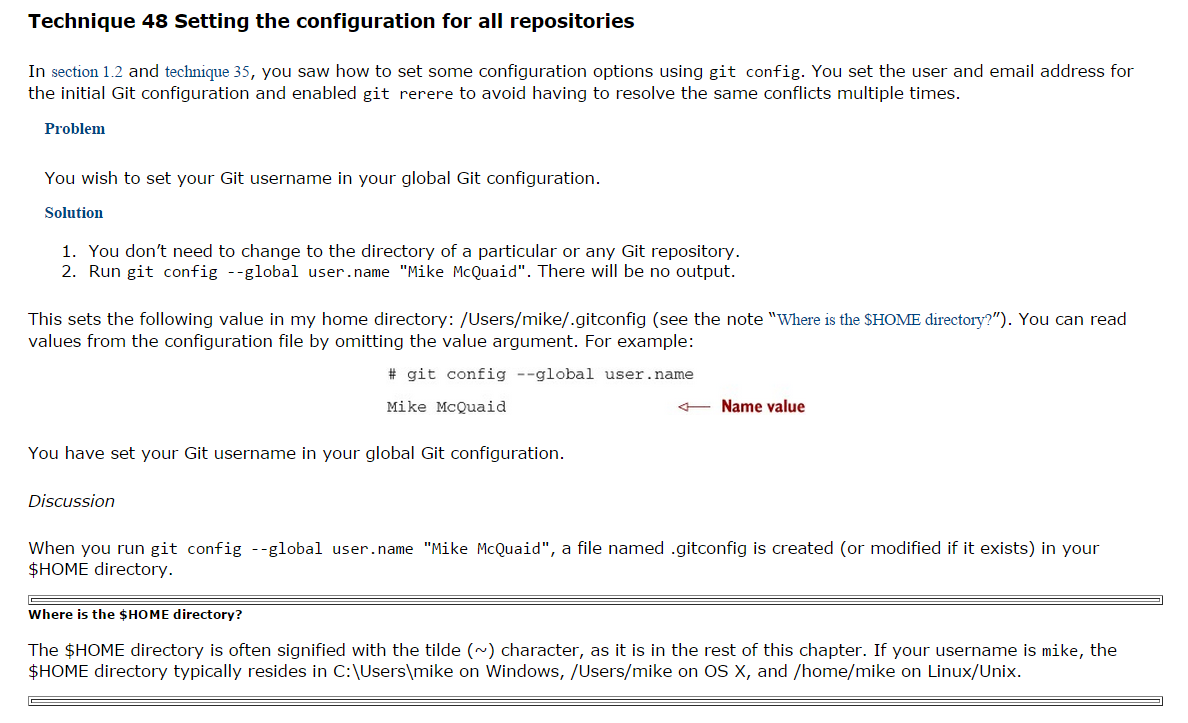 Technique 48 Setting the configuration for all repositories
In section 1.2 and technique 35, you saw how to set some configuration options using git config. You set the user and email address for
the initial Git configuration and enabled git rerere to avoid having to resolve the same conflicts multiple times.
Problem
You wish to set your Git username in your global Git configuration.
Solution
1. You don’t need to change to the directory of a particular or any Git repository.
2. Run git config --global user.name "Mike McQuaid". There will be no output.
This sets the following value in my home directory: /Users/mike/.gitconfig (see the note “Where is the $HOME directory?”). You can read
values from the configuration file by omitting the value argument. For example:
# git config --global user.name
Mike McQuaid Name value
You have set your Git username in your global Git configuration.
Discussion
When you run git config --global user.name "Mike McQuaid", a file named .gitconfig is created (or modified if it exists) in your
$HOME directory.
Where is the $HOME directory?
The $HOME directory is often signified with the tilde (~) character, as it is in the rest of this chapter. If your username is mike, the
$HOME directory typically resides in C:\Users\mike on Windows, /Users/mike on OS X, and /home/mike on Linux/Unix.